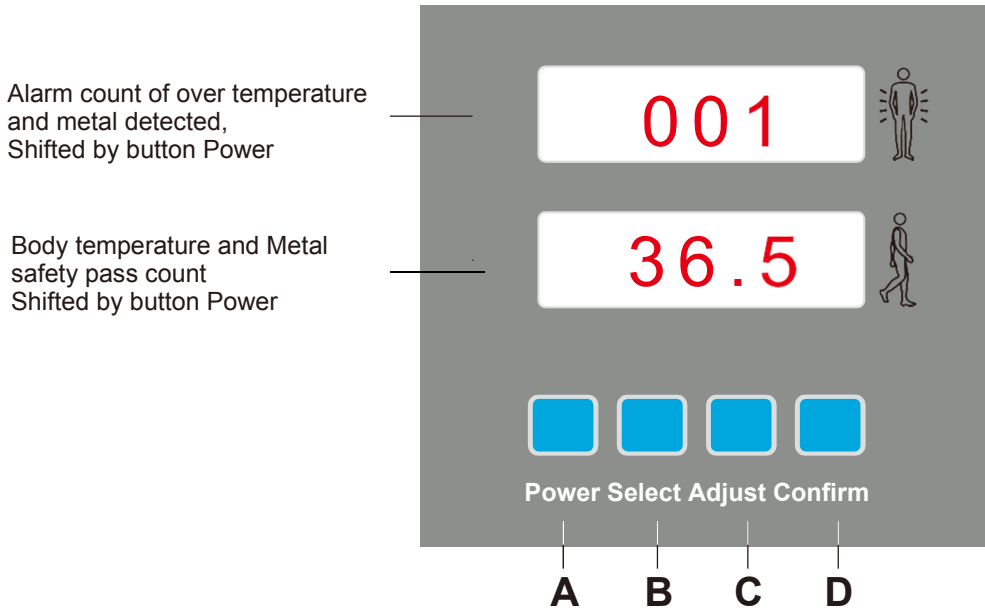 Alarm count of over temperature
and metal detected,
Shifted by button Power
001
Body temperature and Metal
safety pass count
Shifted by button Power
36.5
Power Select Adjust Confirm
A B C D